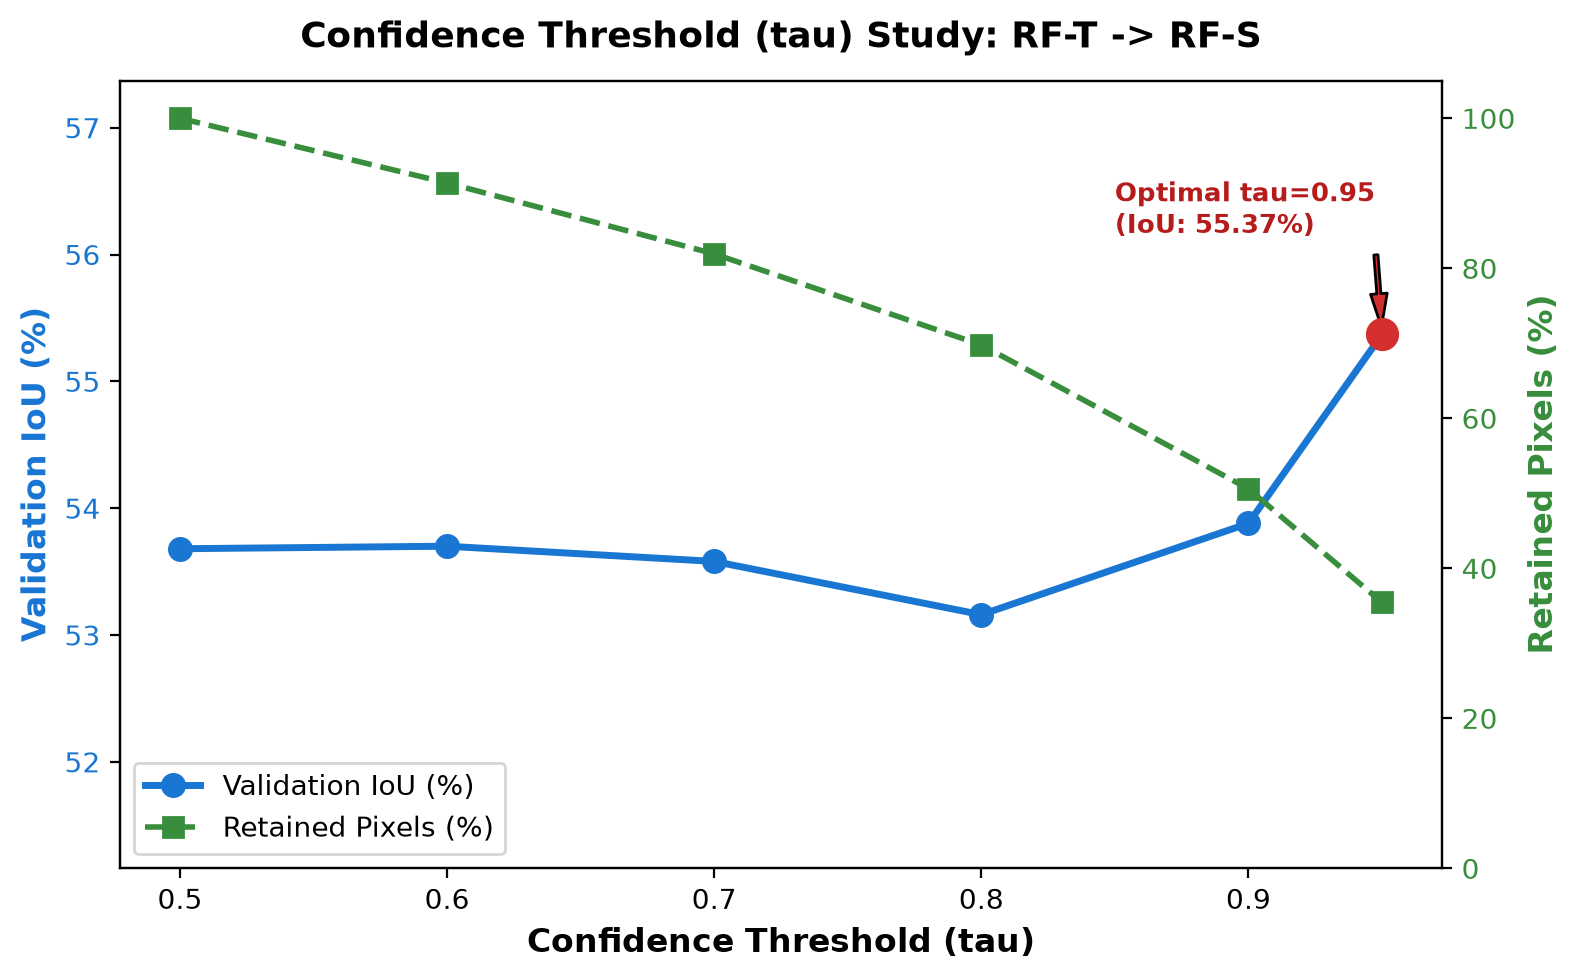 Confidence Threshold (tau) Study: RF-T -> RF-S
57
56
55
54
53
52
Validation IoU (%)
100
80
60
40
20
0
Retained Pixels (%)
Optimal tau=0.95
(IoU: 55.37%)
Validation IoU (%)
Retained Pixels (%)
0.5 0.6 0.7 0.8 0.9
Confidence Threshold (tau)